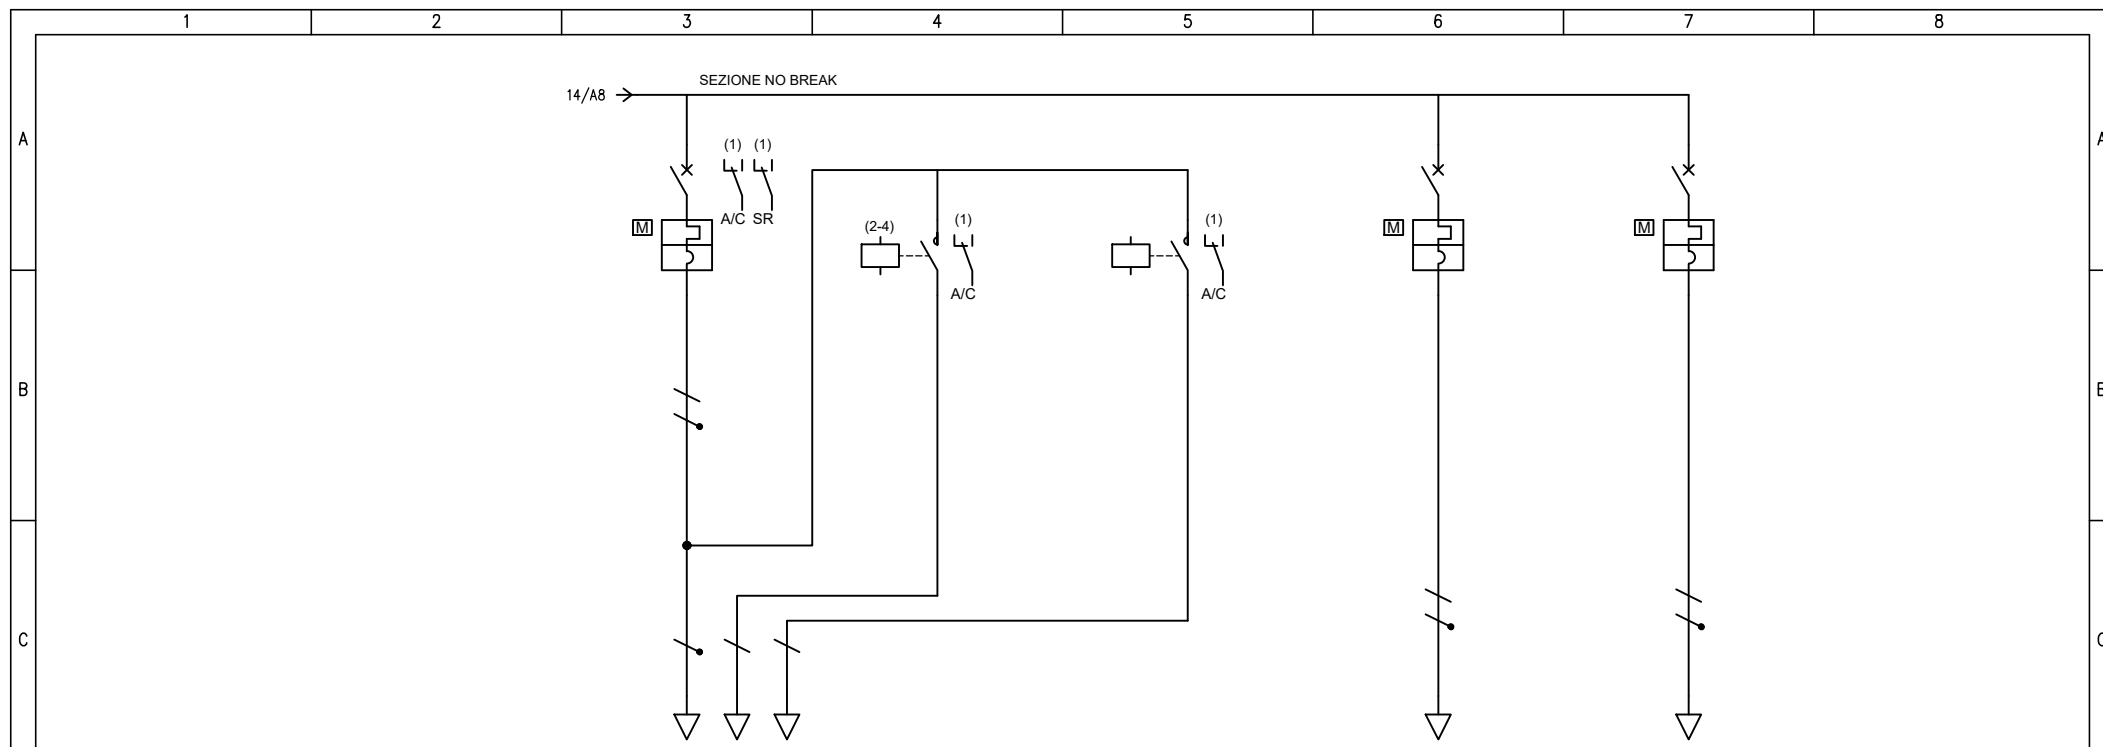 1 2 3 4 5 6 7 8
SEZIONE NO BREAK
14/A8
A A
(1) (1)
A/C SR
(1) (1)
(2-4)
M M M
A/C A/C
B
C